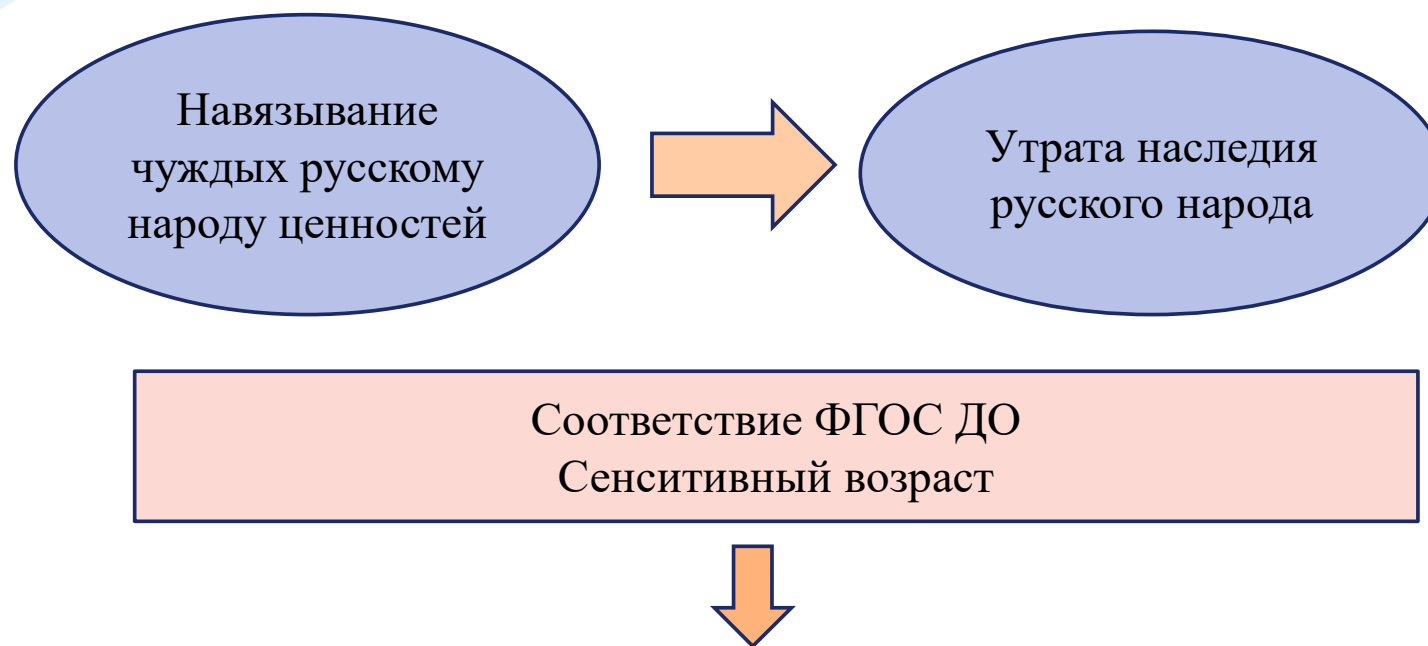 Навязывание
чуждых русскому
народу ценностей
Утрата наследия
русского народа
Соответствие ФГОС ДО
Сенситивный возраст